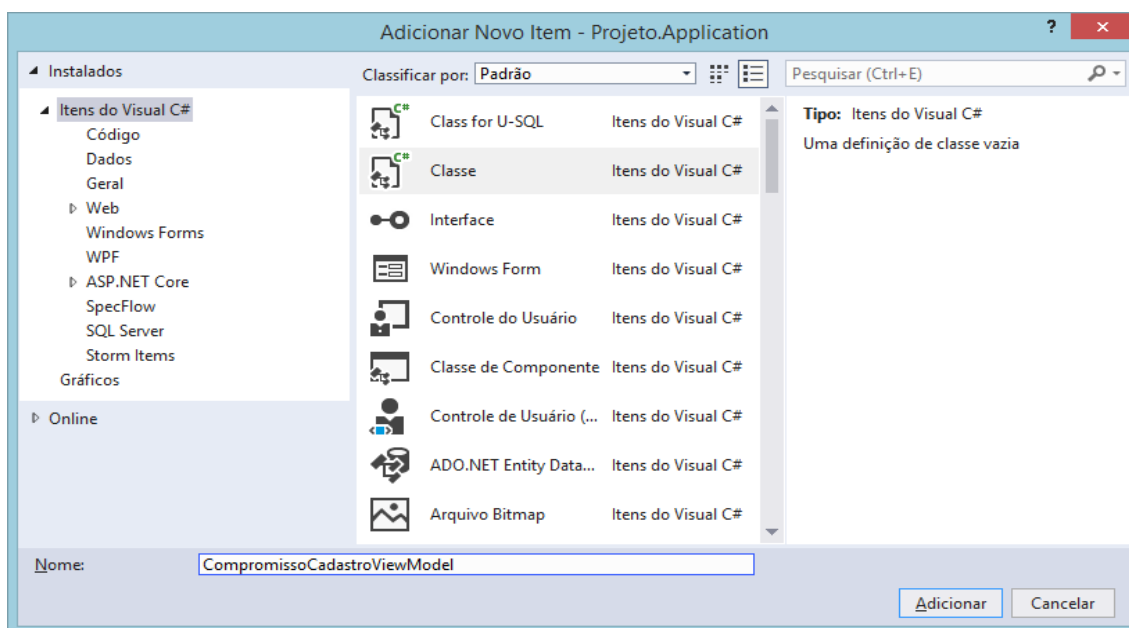 Adicionar Novo Item - Projeto.Application
?
Instalados
Itens do Visual C#
Código
Dados
Geral
Web
Windows Forms
WPF
ASP.NET Core
SpecFlow
SQL Server
Storm Items
Gráficos
Online
Classificar por: Padrão
C# Class for U-SQL Itens do Visual C#
C# Classe Itens do Visual C#
Interface Itens do Visual C#
Windows Form Itens do Visual C#
Controle do Usuário Itens do Visual C#
Classe de Componente Itens do Visual C#
Controle de Usuário (... Itens do Visual C#
ADO.NET Entity Data... Itens do Visual C#
Arquivo Bitmap Itens do Visual C#
Pesquisar (Ctrl+E)
Tipo: Itens do Visual C#
Uma definição de classe vazia
Nome: CompromissoCadastroViewModel
Adicionar Cancelar